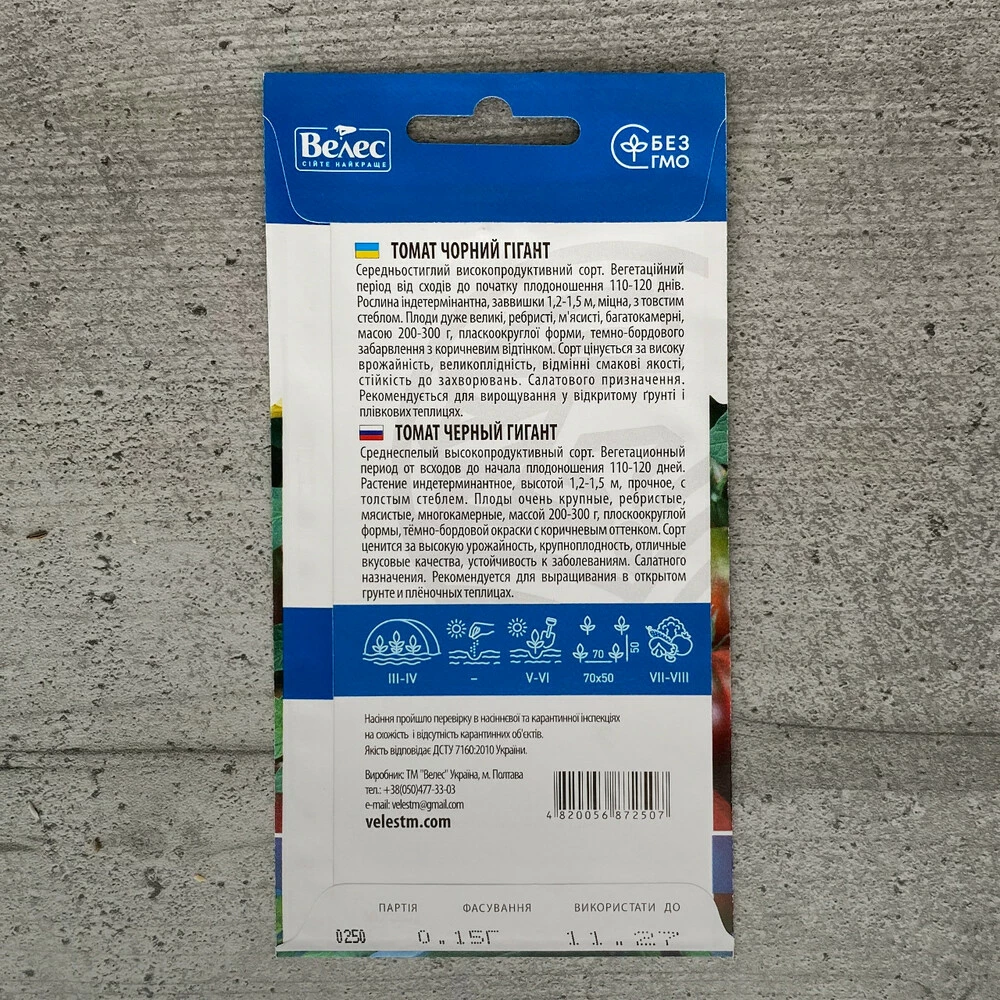 Велес
СІЙТЕ НАЙКРАЩЕ
БЕЗ
ГМО
ТОМАТ ЧОРНИЙ ГІГАНТ
Середньостиглий високопродуктивний сорт. Вегетаційний
період від сходів до початку плодоношення 110-120 днів.
Рослина індетермінантна, заввишки 1,2-1,5 м, міцна, з товстим
стеблом. Плоди дуже великі, ребристі, м'ясисті, багатокамерні,
масою 200-300 г, пласкоокруглої форми, темно-бордового
забарвлення з коричневим відтінком. Сорт цінується за високу
врожайність, великоплідність, відмінні смакові якості,
стійкість до захворювань. Салатового призначення.
Рекомендується для вирощування у відкритому ґрунті і
плівкових теплицях.
ТОМАТ ЧЕРНЫЙ ГИГАНТ
Среднеспелый высокопродуктивный сорт. Вегетационный
период от всходов до начала плодоношения 110-120 дней.
Растение индетерминантное, высотой 1,2-1,5 м, прочное, с
толстым стеблем. Плоды очень крупные, ребристые,
мясистые, многокамерные, массой 200-300 г, плоскоокруглой
формы, тёмно-бордовой окраски с коричневым оттенком. Сорт
ценится за высокую урожайность, крупноплодность, отличные
вкусовые качества, устойчивость к заболеваниям. Салатного
назначения. Рекомендуется для выращивания в открытом
грунте и плёночных теплицах.
70
50
III-IV - V-VI 70x50 VII-VIII
Насіння пройшло перевірку в насіннєвої та карантинної інспекціях
на схожість і відсутність карантинних об'єктів.
Якість відповідає ДСТУ 7160:2010 України.
Виробник: ТМ "Велес" Україна, м. Полтава
тел.: +38(050)477-33-03
e-mail: velestm@gmail.com
velestm.com
4 820056 872507
ПАРТІЯ ФАСУВАННЯ ВИКОРИСТАТИ ДО
0250 0.15Г 11.27